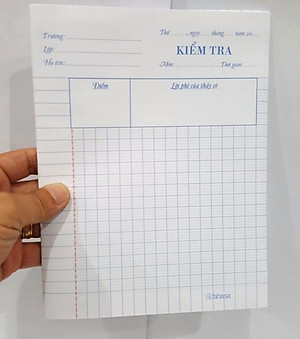 Trường:
Thứ ....., ngày ..... tháng ..... năm 20....
Lớp:
KIỂM TRA
Họ tên:
Môn:
Thời gian:
Điểm
Lời phê của thầy cô